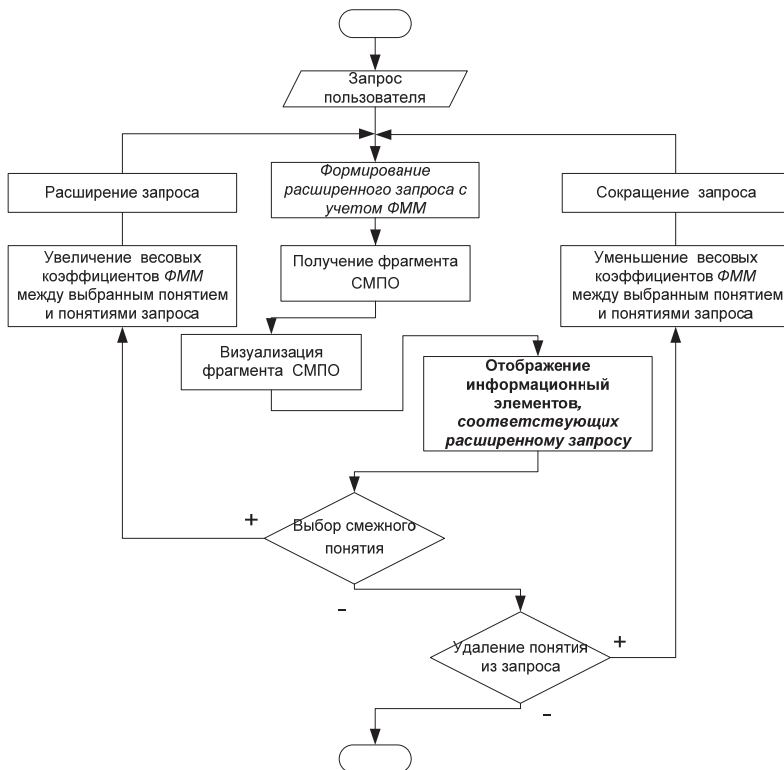 Запрос
пользователя
Формирование
расширенного запроса с
учетом ФММ
Расширение запроса
Сокращение запроса
Увеличение весовых
коэффициентов ФММ
между выбранным понятием
и понятиями запроса
Получение фрагмента
СМПО
Уменьшение весовых
коэффициентов ФММ
между выбранным понятием
и понятиями запроса
Визуализация
фрагмента СМПО
Отображение
информационный
элементов,
соответствующих
расширенному запросу
+
Выбор смежного
понятия
–
Удаление понятия
из запроса
+
–